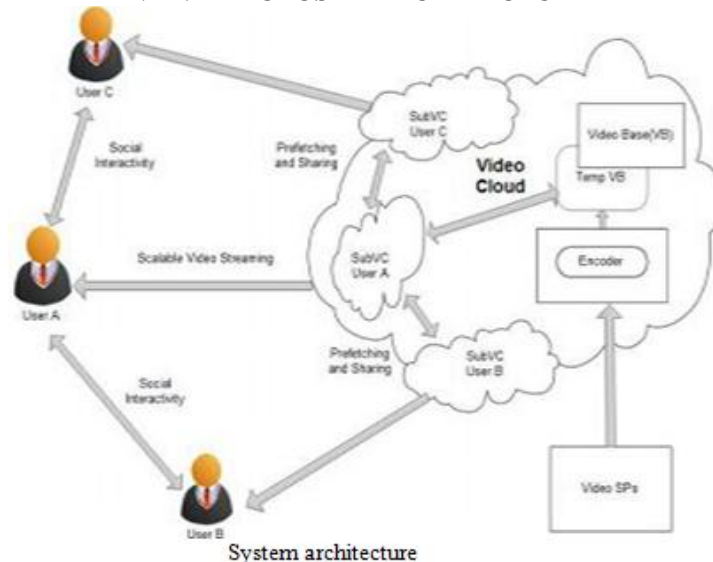 User C
Social
Interactivity
User A
Social
Interactivity
User B
Prefetching
and Sharing
Scalable Video Streaming
Prefetching
and Sharing
SubVC
User C
SubVC
User A
SubVC
User B
Video
Cloud
Video Base(VB)
Temp VB
Encoder
Video SPs
System architecture